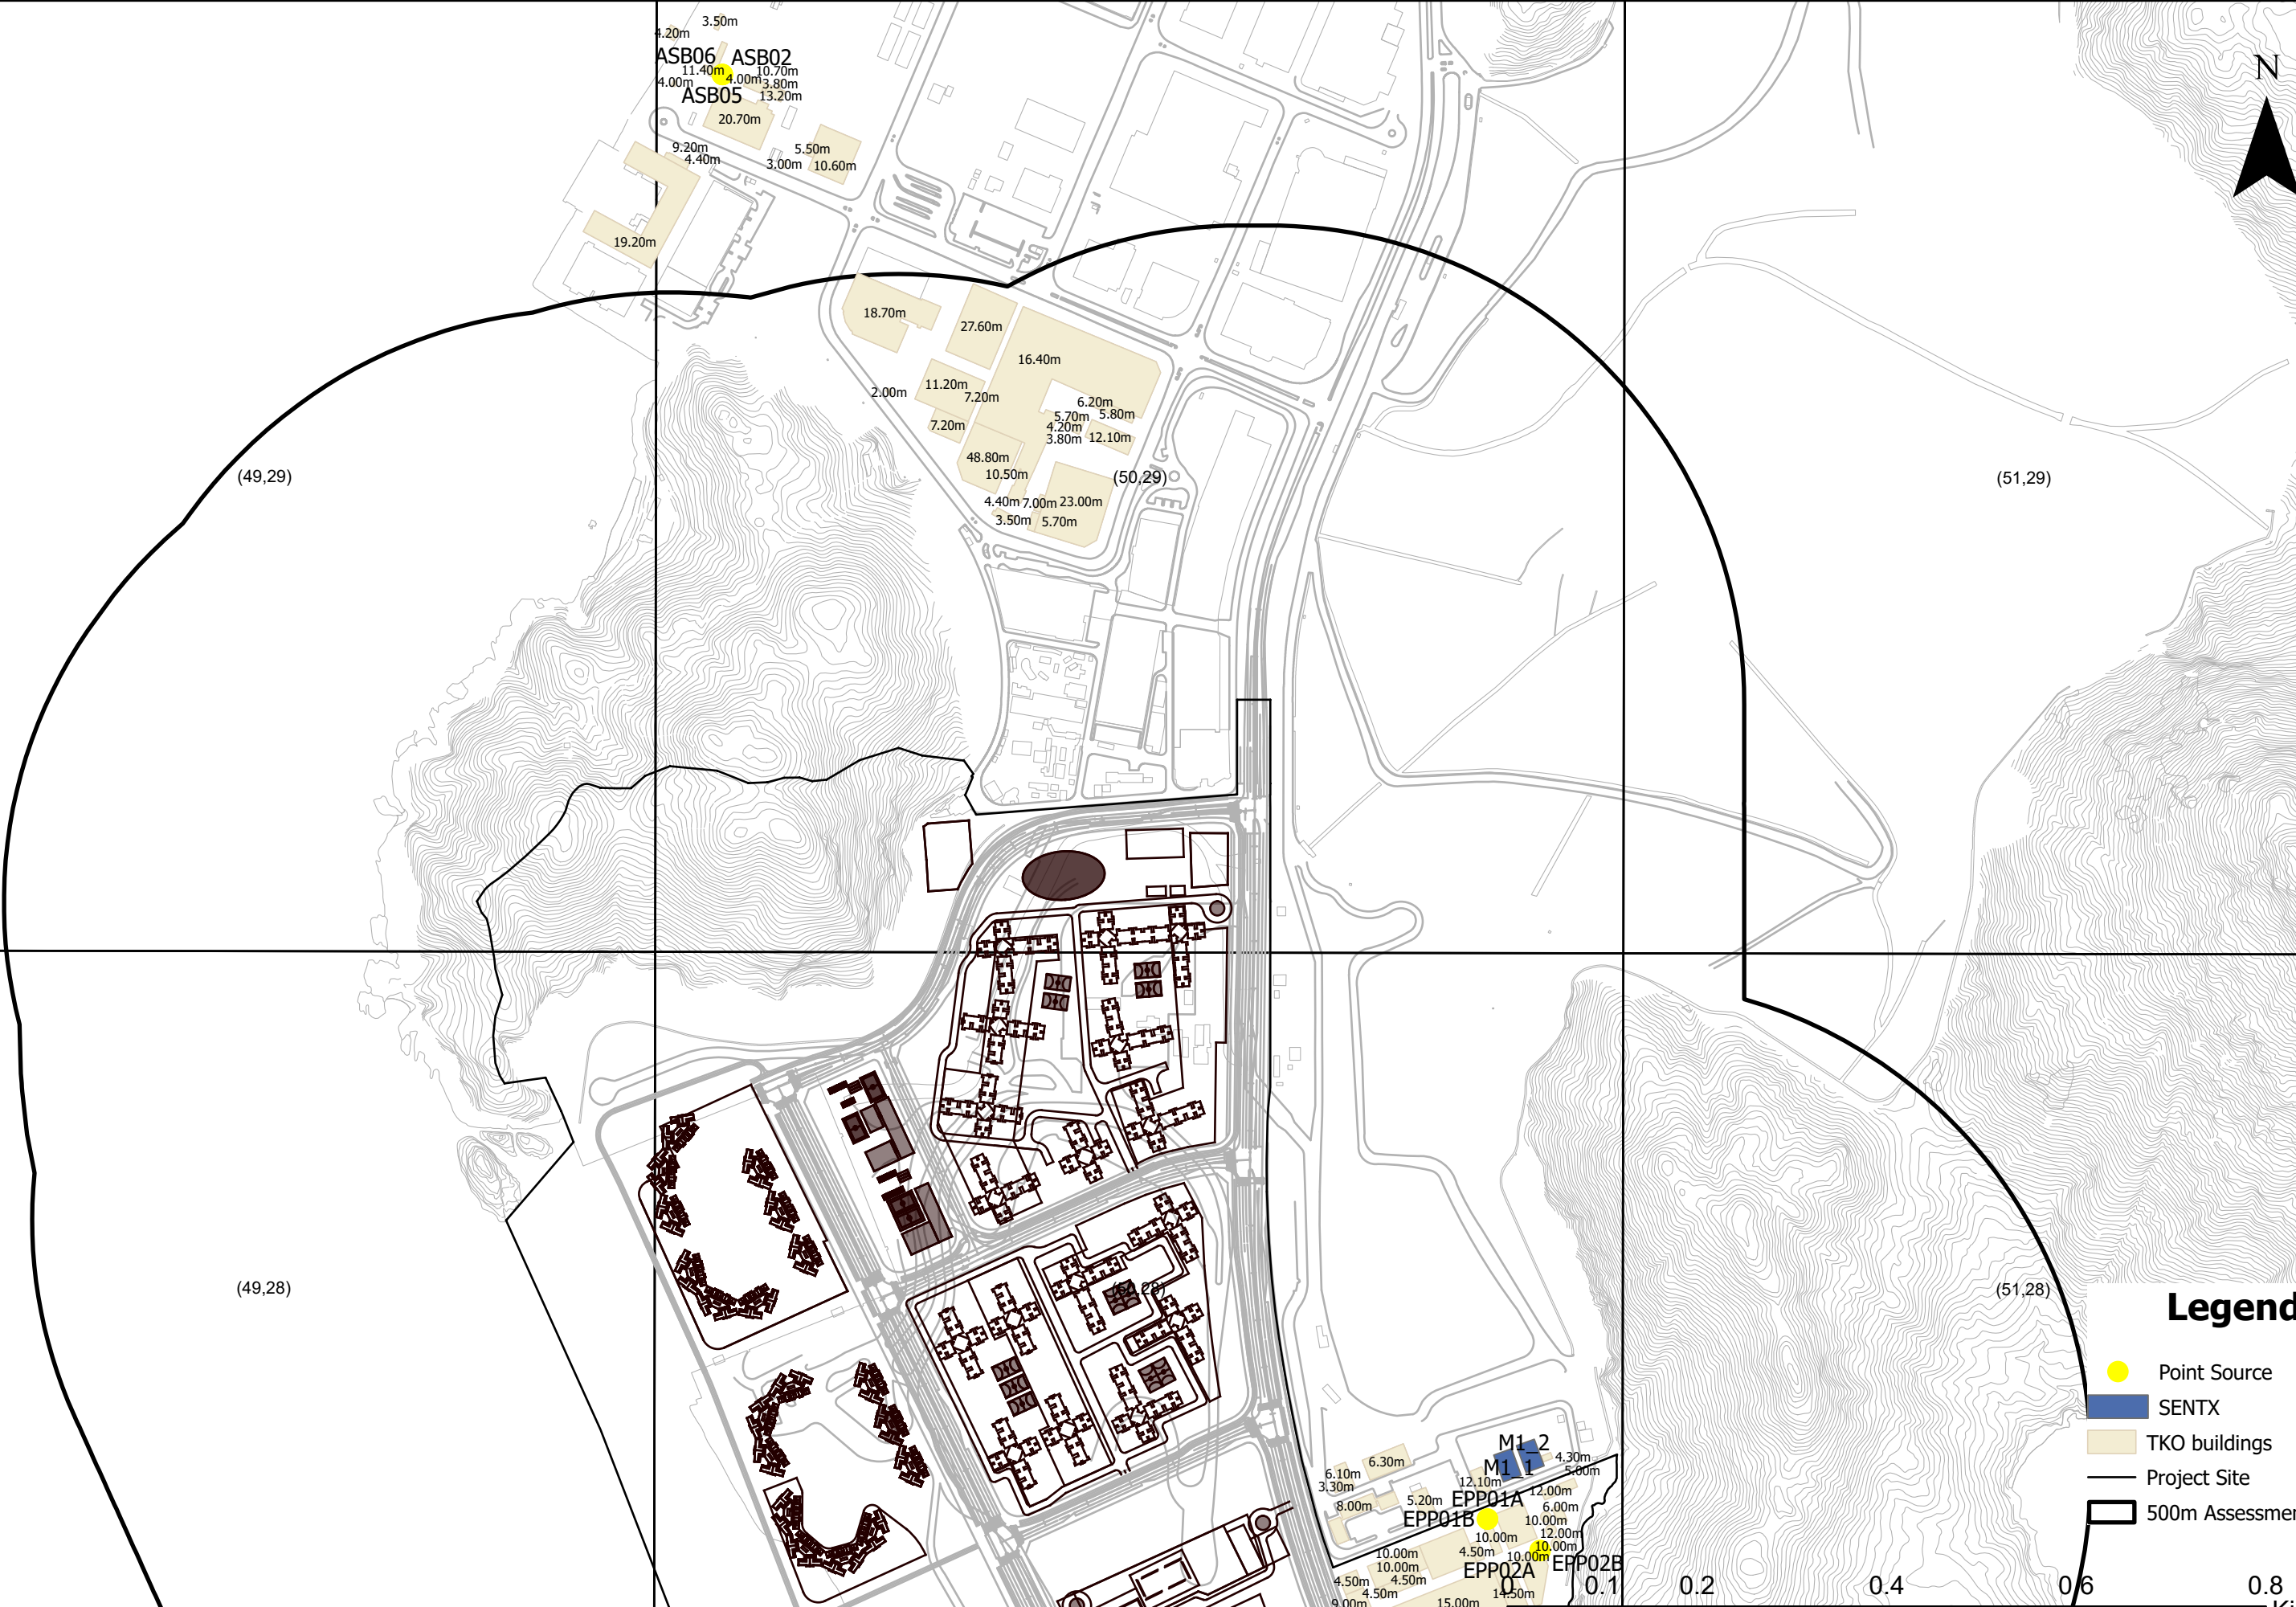 3.50m
4.20m
N
ASB06 ASB02
11.40m 10.70m
4.00m 4.00m 3.80m
ASB05 13.20m
20.70m
9.20m 5.50m
4.40m 3.00m 10.60m
19.20m
18.70m
27.60m
16.40m
11.20m
2.00m 7.20m
6.20m
5.70m 5.80m
7.20m 4.20m
3.80m 12.10m
48.80m
10.50m
(49,29) (50,29) (51,29)
4.40m 7.00m 23.00m
3.50m 5.70m
(49,28) (51,28)
Legend
Point Source
SENTX
TKO buildings
Project Site
500m
M1_2
M1_1
4.30m
5.00m
6.30m
6.10m
3.30m
12.10m
12.00m
8.00m 5.20m EPP01A
6.00m
EPP01B 10.00m
10.00m 12.00m
10.00m
10.00m 4.50m 10.00m
10.00m EPP02A EPP02B
4.50m 4.50m
4.50m 14.50m
9.00m 15.00m
0 0.1 0.2 0.4 0.6 0.8